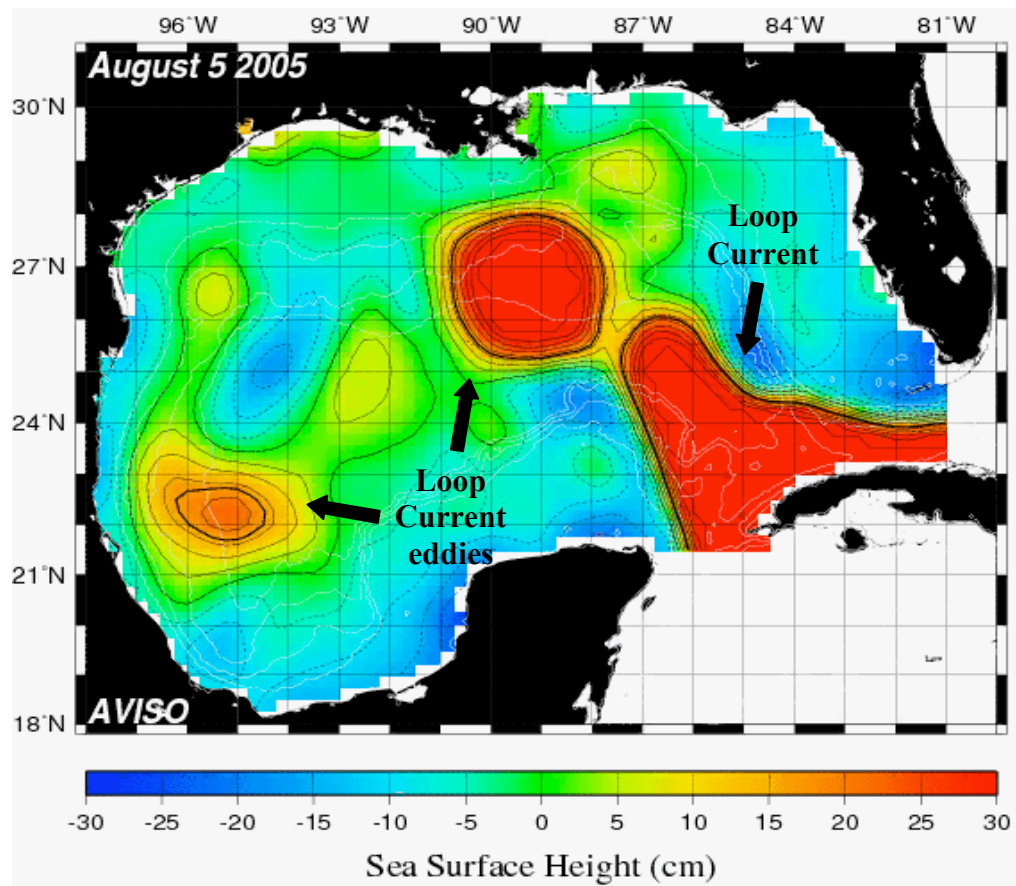 96°W 93°W 90°W 87°W 84°W 81°W
August 5 2005
30°N
27°N
24°N
21°N
18°N
Loop
Current
Loop
Current
eddies
AVISO
-30 -25 -20 -15 -10 -5 0 5 10 15 20 25 30
Sea Surface Height (cm)